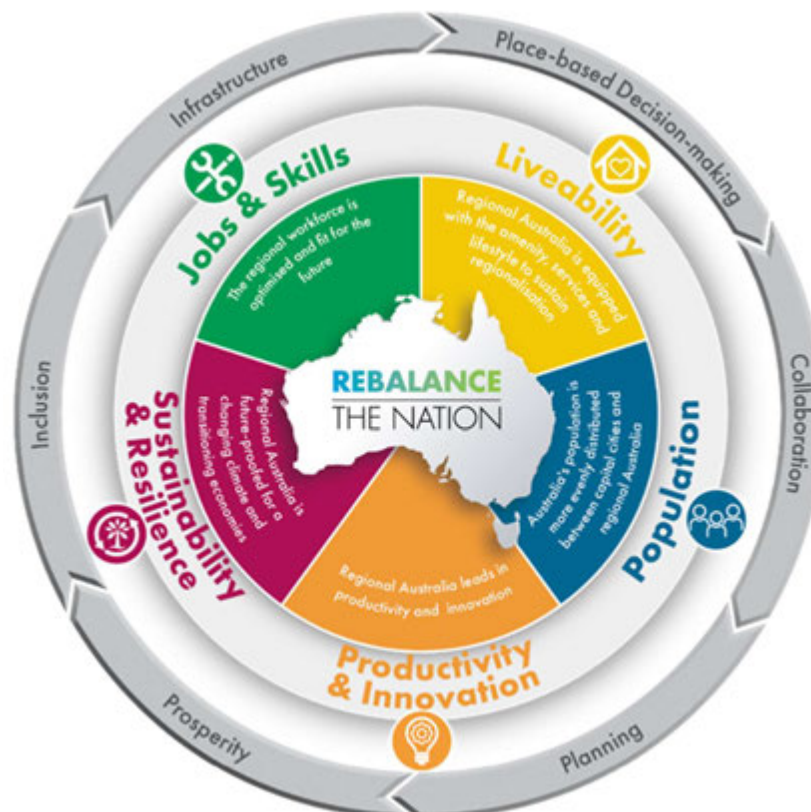 REBALANCE
THE NATION
Infrastructure
Place-based Decision-making
Collaboration
Planning
Prosperity
Inclusion
Jobs & Skills
The regional workforce is
optimised and fit for the
future
Liveability
Regional Australia is equipped
with the amenity, services and
lifestyle to sustain
regionalisation
Population
Australia's population is
more evenly distributed
between capital cities and
regional Australia
Productivity
& Innovation
Regional Australia leads in
productivity and innovation
Sustainability
& Resilience
Regional Australia is
future-proofed for a
changing climate and
transitioning economies